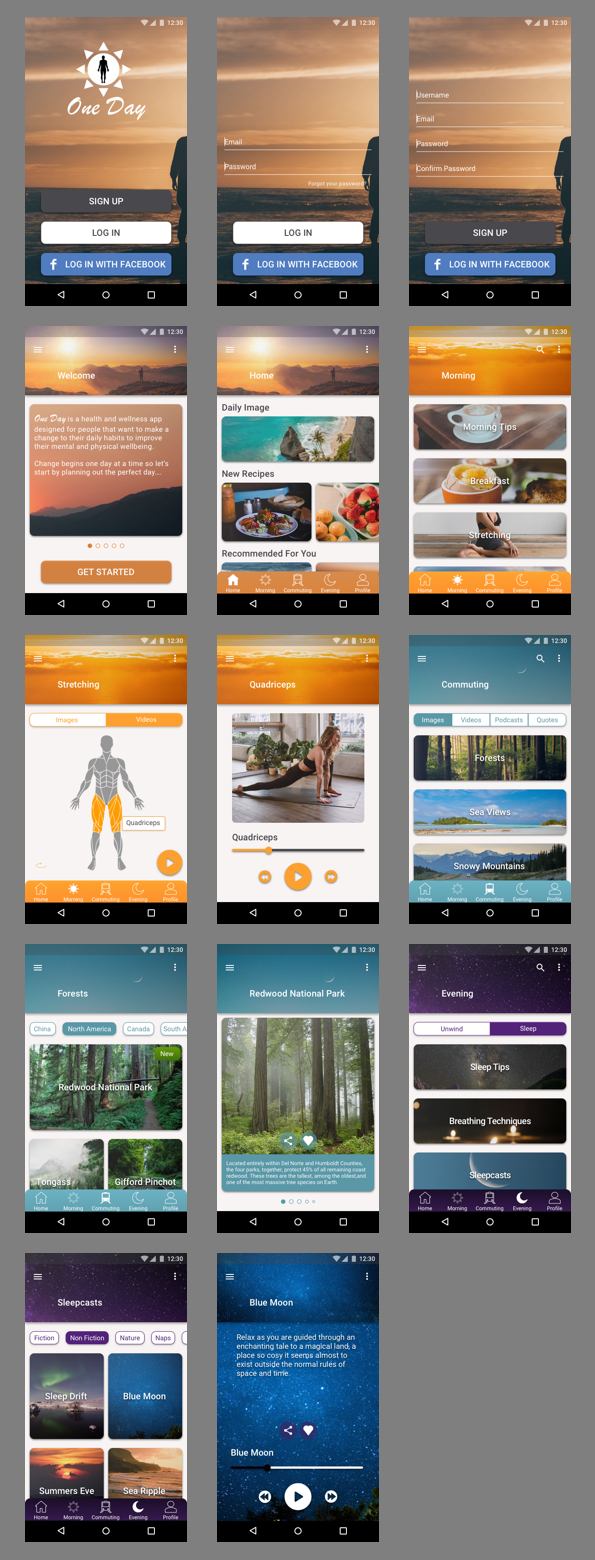 12:30
One Day
SIGN UP
LOG IN
LOG IN WITH FACEBOOK
12:30
Email
Password
Forgot your password
LOG IN
LOG IN WITH FACEBOOK
12:30
Username
Email
Password
Confirm Password
SIGN UP
LOG IN WITH FACEBOOK
12:30
Welcome
One Day is a health and wellness app
designed for people that want to make a
change to their daily habits to improve
their mental and physical wellbeing.
Change begins one day at a time so let's
start by planning out the perfect day...
GET STARTED
12:30
Home
Daily Image
New Recipes
Recommended For You
Home Morning Commuting Evening Profile
12:30
Morning
Morning Tips
Breakfast
Stretching
Home Morning Commuting Evening Profile
12:30
Stretching
Images Videos
Quadriceps
Home Morning Commuting Evening Profile
12:30
Quadriceps
Quadriceps
12:30
Commuting
Images Videos Podcasts Quotes
Forests
Sea Views
Snowy Mountains
Home Morning Commuting Evening Profile
12:30
Forests
China North America Canada South A
New
Redwood National Park
Tongass Gifford Pinchot
Home Morning Commuting Evening Profile
12:30
Redwood National Park
Located entirely within Del Norte and Humboldt Counties,
the four parks, together, protect 45% of all remaining coast
redwood. These trees are the tallest, among the oldest,and
one of the most massive tree species on Earth.
12:30
Evening
Unwind Sleep
Sleep Tips
Breathing Techniques
Sleepcasts
Home Morning Commuting Evening Profile
12:30
Sleepcasts
Fiction Non Fiction Nature Naps
Sleep Drift Blue Moon
Summers Eve Sea Ripple
Home Morning Commuting Evening Profile
12:30
Blue Moon
Relax as you are guided through an
enchanting tale to a magical land, a
place so cosy it seems almost to
exist outside the normal rules of
space and time.
Blue Moon